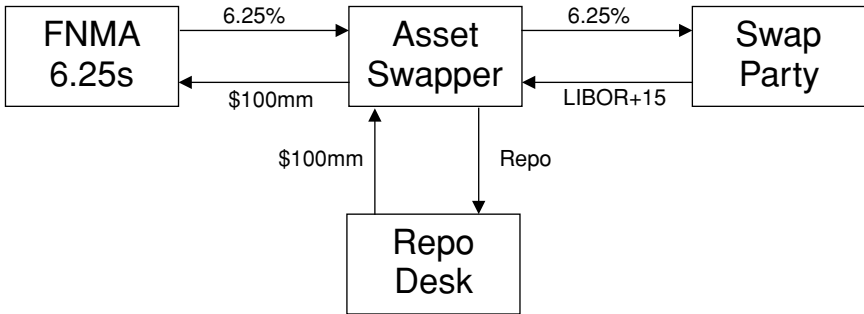 6.25%
6.25%
FNMA
6.25s
Asset
Swapper
Swap
Party
$100mm
LIBOR+15
$100mm
Repo
Repo
Desk